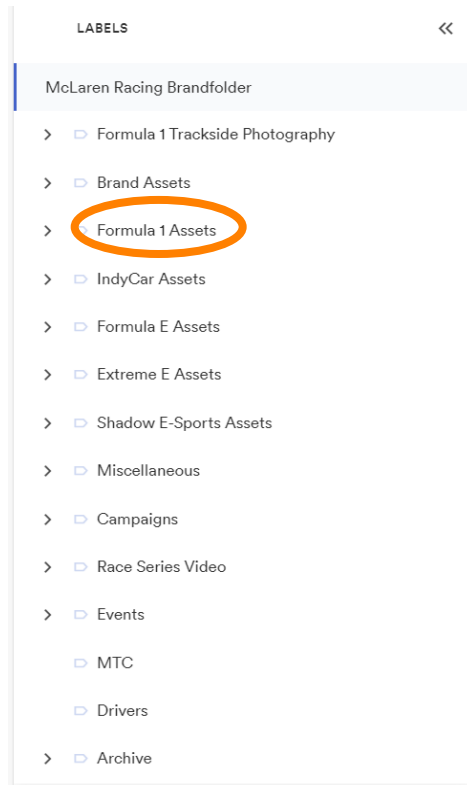 LABELS
McLaren Racing Brandfolder
Formula 1 Trackside Photography
Brand Assets
Formula 1 Assets
IndyCar Assets
Formula E Assets
Extreme E Assets
Shadow E-Sports Assets
Miscellaneous
Campaigns
Race Series Video
Events
MTC
Drivers
Archive